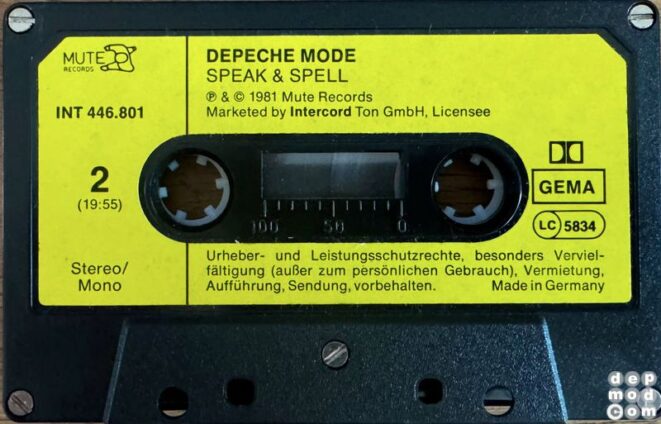 MUTE
RECORDS
DEPECHE MODE
SPEAK & SPELL
℗ & © 1981 Mute Records
Marketed by Intercord Ton GmbH, Licensee
INT 446.801
2
(19:55)
Stereo/
Mono
100 50 0
GEMA
LC 5834
Urheber- und Leistungsschutzrechte, besonders Verviel-
fältigung (außer zum persönlichen Gebrauch), Vermietung,
Aufführung, Sendung, vorbehalten. Made in Germany
dep
mod
com